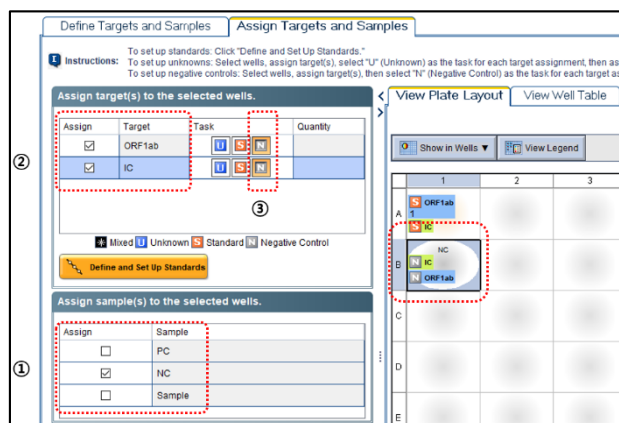 Define Targets and Samples
Assign Targets and Samples
Instructions:
To set up standards: Click "Define and Set Up Standards."
To set up unknowns: Select wells, assign target(s), select "U" (Unknown) as the task for each target assignment, then as
To set up negative controls: Select wells, assign target(s), then select "N" (Negative Control) as the task for each target as
Assign target(s) to the selected wells.
Assign Target Task Quantity
② ORF1ab U S N
IC U S N
③
Mixed U Unknown S Standard N Negative Control
Define and Set Up Standards
Assign sample(s) to the selected wells.
Assign Sample
PC
① NC
Sample
View Plate Layout
View Well Table
Show in Wells ▼
View Legend
1 2 3
A
S ORF1ab
1
S IC
B
NC
N IC
N ORF1ab
C
D
E